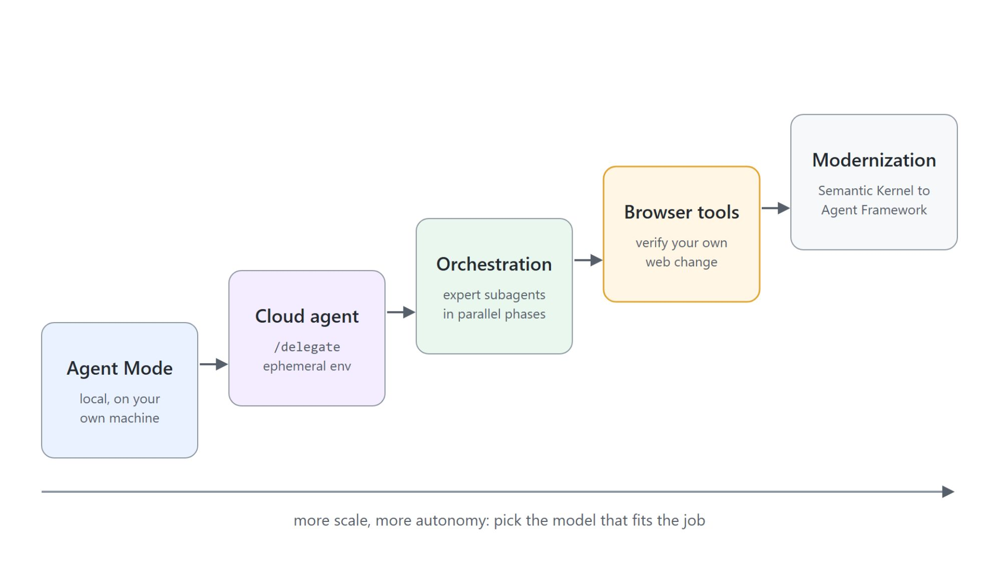 Agent Mode
local, on your
own machine
Cloud agent
/delegate
ephemeral env
Orchestration
expert subagents
in parallel phases
Browser tools
verify your own
web change
Modernization
Semantic Kernel to
Agent Framework
more scale, more autonomy: pick the model that fits the job